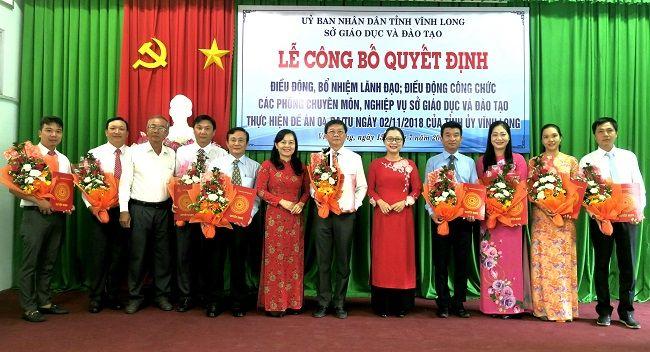 ỦY BAN NHÂN DÂN TỈNH VĨNH LONG
SỞ GIÁO DỤC VÀ ĐÀO TẠO
LỄ CÔNG BỐ QUYẾT ĐỊNH
ĐIỀU ĐỘNG, BỔ NHIỆM LÃNH ĐẠO; ĐIỀU ĐỘNG CÔNG CHỨC
CÁC PHÒNG CHUYÊN MÔN, NGHIỆP VỤ SỞ GIÁO DỤC VÀ ĐÀO TẠO
THỰC HIỆN ĐỀ ÁN 04 NGÀY 02/11/2018 CỦA TỈNH ỦY VĨNH LONG